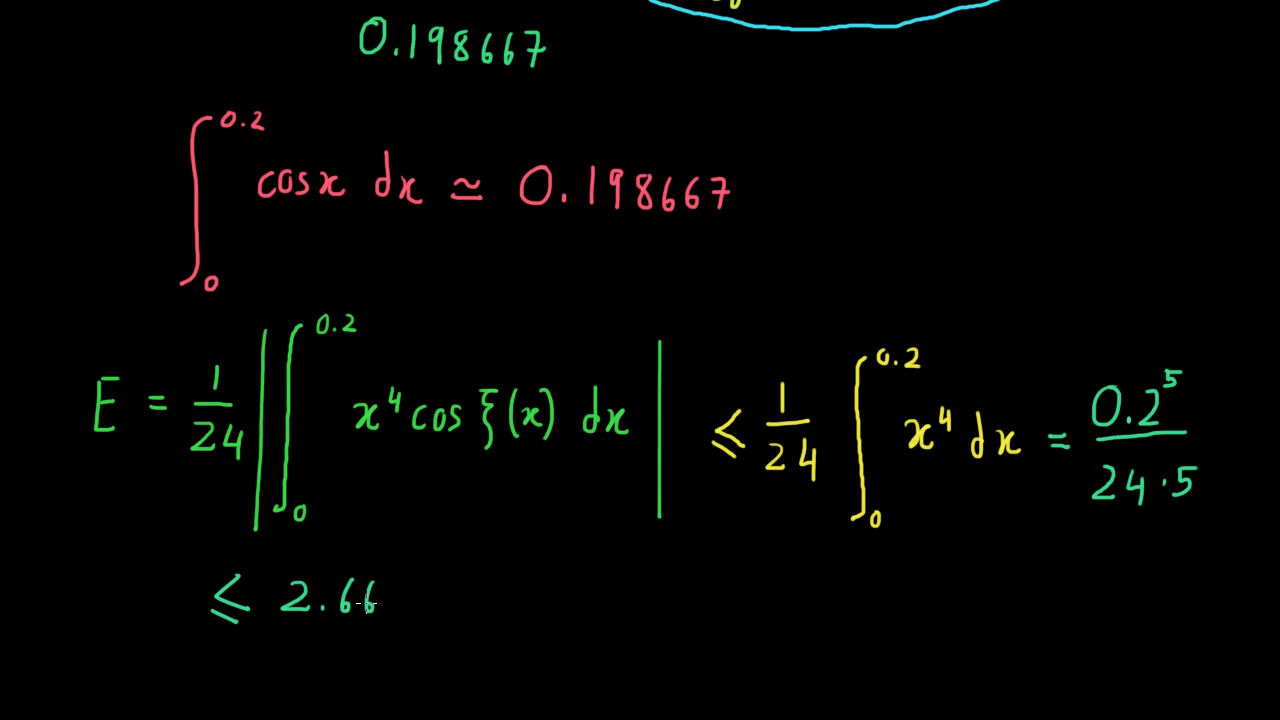 0.198667
∫₀^0.2 cosx dx ≃ 0.198667
E = 1/24 |∫₀^0.2 x⁴ cos ξ(x) dx| ≤ 1/24 ∫₀^0.2 x⁴ dx = 0.2⁵/24·5
≤ 2.66